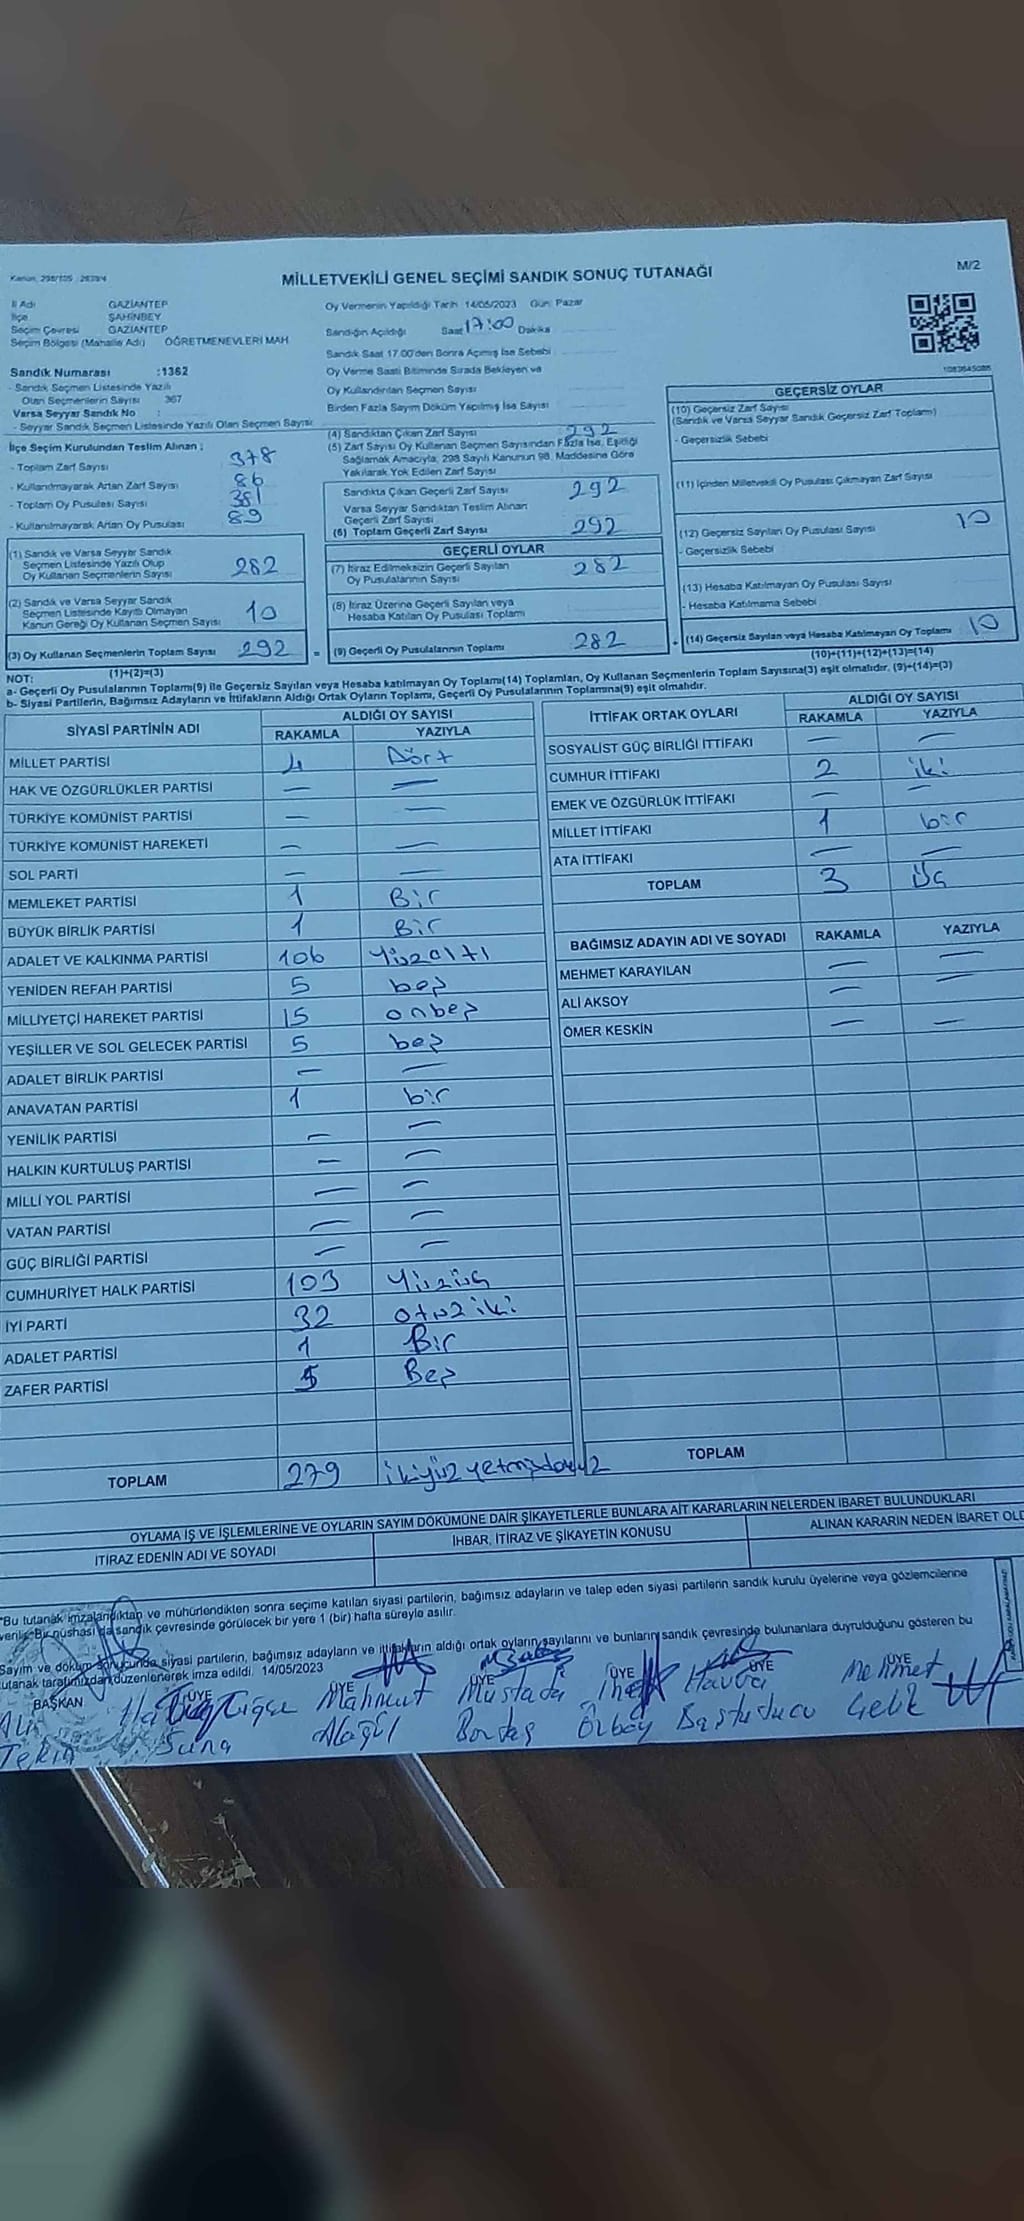 MİLLETVEKİLİ GENEL SEÇİMİ SANDIK SONUÇ TUTANAĞI
M/2
İl Adı GAZİANTEP
İlçe ŞAHİNBEY
Seçim Çevresi GAZİANTEP
Seçim Bölgesi (Mahalle Adı) ÖĞRETMENEVLERİ MAH
Sandık Numarası :1362
- Sandık Seçmen Listesinde Yazılı
Olan Seçmenlerin Sayısı 367
Varsa Seyyar Sandık No :
- Seyyar Sandık Seçmen Listesinde Yazılı Olan Seçmen Sayısı
Oy Vermenin Yapıldığı Tarih 14/05/2023 Gün: Pazar
Sandığın Açıldığı Saat 17:00 Dakika
Sandık Saat 17.00'den Sonra Açılmış İse Sebebi
Oy Verme Saati Bitiminde Sırada Bekleyen ve
Oy Kullandırılan Seçmen Sayısı
Birden Fazla Sayım Döküm Yapılmış İse Sayısı
İlçe Seçim Kurulundan Teslim Alınan :
- Toplam Zarf Sayısı 378
- Kullanılmayarak Artan Zarf Sayısı 86
- Toplam Oy Pusulası Sayısı 381
- Kullanılmayarak Artan Oy Pusulası 89
(1) Sandık ve Varsa Seyyar Sandık
Seçmen Listesinde Yazılı Olup
Oy Kullanan Seçmenlerin Sayısı 282
(2) Sandık ve Varsa Seyyar Sandık
Seçmen Listesinde Kayıtlı Olmayan
Kanun Gereği Oy Kullanan Seçmen Sayısı 10
(3) Oy Kullanan Seçmenlerin Toplam Sayısı 292
(1)+(2)=(3)
(4) Sandıktan Çıkan Zarf Sayısı 292
(5) Zarf Sayısı Oy Kullanan Seçmen Sayısından Fazla İse, Eşitliği
Sağlamak Amacıyla, 298 Sayılı Kanunun 98. Maddesine Göre
Yakılarak Yok Edilen Zarf Sayısı
Sandıkta Çıkan Geçerli Zarf Sayısı 292
Varsa Seyyar Sandıktan Teslim Alınan
Geçerli Zarf Sayısı
(6) Toplam Geçerli Zarf Sayısı 292
GEÇERLİ OYLAR
(7) İtiraz Edilmeksizin Geçerli Sayılan
Oy Pusulalarının Sayısı 282
(8) İtiraz Üzerine Geçerli Sayılan veya
Hesaba Katılan Oy Pusulası Toplamı
= (9) Geçerli Oy Pusulalarının Toplamı 282
GEÇERSİZ OYLAR
(10) Geçersiz Zarf Sayısı
(Sandık ve Varsa Seyyar Sandık Geçersiz Zarf Toplamı)
- Geçersizlik Sebebi
(11) İçinden Milletvekili Oy Pusulası Çıkmayan Zarf Sayısı
(12) Geçersiz Sayılan Oy Pusulası Sayısı 10
- Geçersizlik Sebebi
(13) Hesaba Katılmayan Oy Pusulası Sayısı
- Hesaba Katılmama Sebebi
+ (14) Geçersiz Sayılan veya Hesaba Katılmayan Oy Toplamı 10
(10)+(11)+(12)+(13)=(14)
NOT:
a- Geçerli Oy Pusulalarının Toplamı(9) ile Geçersiz Sayılan veya Hesaba katılmayan Oy Toplamı(14) Toplamları, Oy Kullanan Seçmenlerin Toplam Sayısına(3) eşit olmalıdır. (9)+(14)=(3)
b- Siyasi Partilerin, Bağımsız Adayların ve İttifakların Aldığı Ortak Oyların Toplamı, Geçerli Oy Pusulalarının Toplamına(9) eşit olmalıdır.
SİYASİ PARTİNİN ADI ALDIĞI OY SAYISI
RAKAMLA YAZIYLA
MİLLET PARTİSİ 4 Dört
HAK VE ÖZGÜRLÜKLER PARTİSİ — —
TÜRKİYE KOMÜNİST PARTİSİ — —
TÜRKİYE KOMÜNİST HAREKETİ — —
SOL PARTİ — —
MEMLEKET PARTİSİ 1 Bir
BÜYÜK BİRLİK PARTİSİ 1 Bir
ADALET VE KALKINMA PARTİSİ 106 Yüzaltı
YENİDEN REFAH PARTİSİ 5 beş
MİLLİYETÇİ HAREKET PARTİSİ 15 onbeş
YEŞİLLER VE SOL GELECEK PARTİSİ 5 beş
ADALET BİRLİK PARTİSİ — —
ANAVATAN PARTİSİ 1 bir
YENİLİK PARTİSİ — —
HALKIN KURTULUŞ PARTİSİ — —
MİLLİ YOL PARTİSİ — —
VATAN PARTİSİ — —
GÜÇ BİRLİĞİ PARTİSİ — —
CUMHURİYET HALK PARTİSİ 103 Yüzüç
İYİ PARTİ 32 otuz iki
ADALET PARTİSİ 1 Bir
ZAFER PARTİSİ 5 Beş
TOPLAM 279 ikiyüz yetmişdokuz
İTTİFAK ORTAK OYLARI ALDIĞI OY SAYISI
RAKAMLA YAZIYLA
SOSYALİST GÜÇ BİRLİĞİ İTTİFAKI — —
CUMHUR İTTİFAKI 2 iki
EMEK VE ÖZGÜRLÜK İTTİFAKI — —
MİLLET İTTİFAKI 1 bir
ATA İTTİFAKI — —
TOPLAM 3 Üç
BAĞIMSIZ ADAYIN ADI VE SOYADI RAKAMLA YAZIYLA
MEHMET KARAYILAN — —
ALİ AKSOY — —
ÖMER KESKİN — —
TOPLAM
OYLAMA İŞ VE İŞLEMLERİNE VE OYLARIN SAYIM DÖKÜMÜNE DAİR ŞİKAYETLERLE BUNLARA AİT KARARLARIN NELERDEN İBARET BULUNDUKLARI
İTİRAZ EDENİN ADI VE SOYADI İHBAR, İTİRAZ VE ŞİKAYETİN KONUSU ALINAN KARARIN NEDEN İBARET OLD
"Bu tutanak imzalandıktan ve mühürlendikten sonra seçime katılan siyasi partilerin, bağımsız adayların ve talep eden siyasi partilerin sandık kurulu üyelerine veya gözlemcilerine
verilir. Bir nüshası da sandık çevresinde görülecek bir yere 1 (bir) hafta süreyle asılır.
Sayım ve döküm sonucunda siyasi partilerin, bağımsız adayların ve ittifakların aldığı ortak oyların sayılarını ve bunların sandık çevresinde bulunanlara duyrulduğunu gösteren bu
tutanak tarafımızdan düzenlenerek imza edildi. 14/05/2023
BAŞKAN ÜYE ÜYE ÜYE ÜYE ÜYE ÜYE
Ali Mahmut Mustafa Havva Mehmet
Tekin Suna Bastutucu Çelik